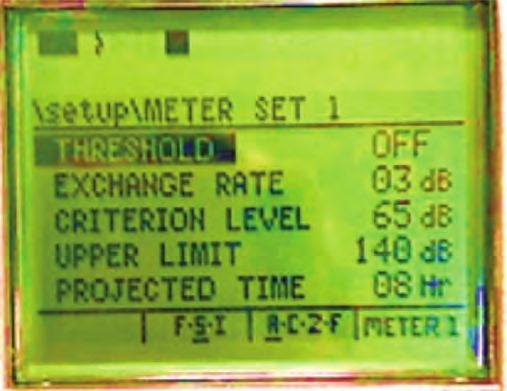 \setup\METER SET 1
THRESHOLD OFF
EXCHANGE RATE 03 dB
CRITERION LEVEL 65 dB
UPPER LIMIT 140 dB
PROJECTED TIME 08 Hr
F·S·I A·C·Z·F METER 1